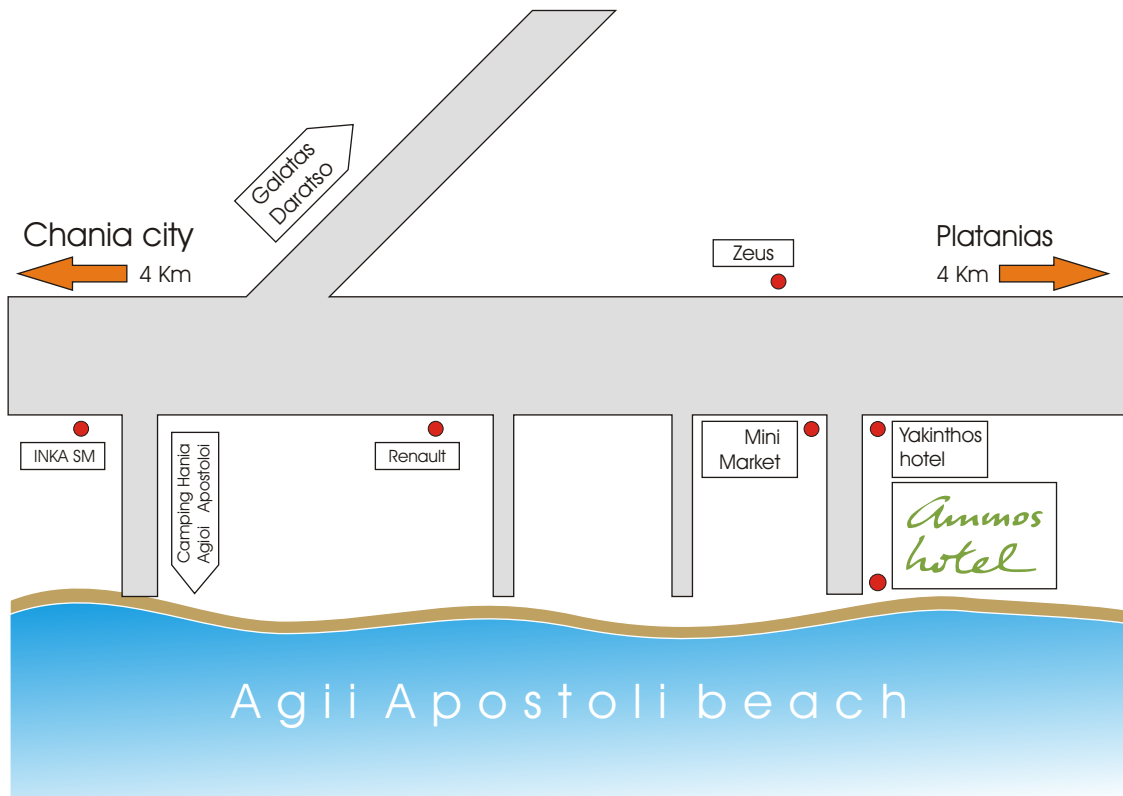 Galatas
Daratso
Chania city
4 Km
Zeus
Platanias
4 Km
INKA SM
Camping Hania
Agioi Apostoloi
Renault
Mini
Market
Yakinthos
hotel
Ammos
hotel
Agii Apostoli beach